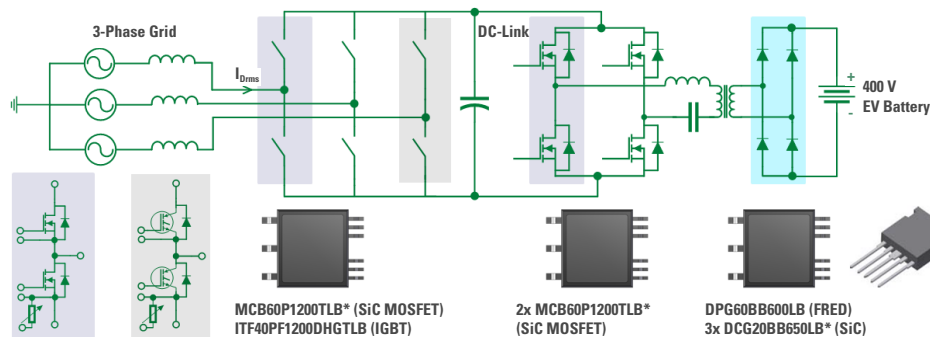 3-Phase Grid
I_Drms
DC-Link
+
400 V
EV Battery
-
MCB60P1200TLB* (SiC MOSFET)
ITF40PF1200DHGTLB (IGBT)
2x MCB60P1200TLB*
(SiC MOSFET)
DPG60BB600LB (FRED)
3x DCG20BB650LB* (SiC)